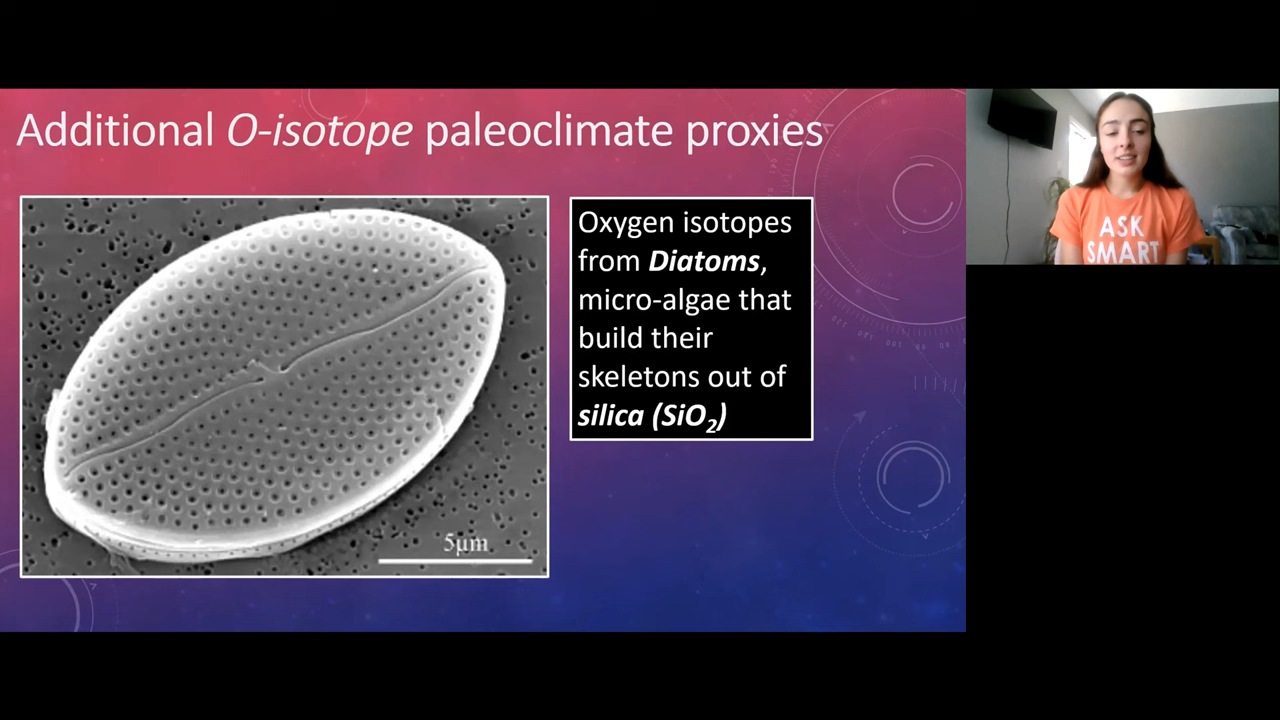 Additional O-isotope paleoclimate proxies
Oxygen isotopes
from Diatoms,
micro-algae that
build their
skeletons out of
silica (SiO₂)
5µm
ASK
SMART